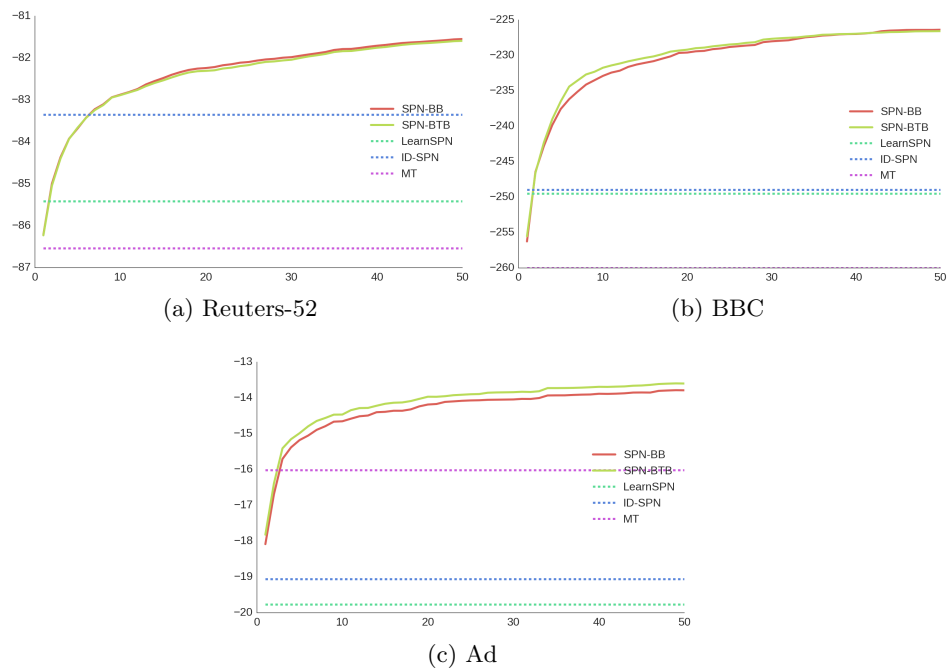 −81
−82
−83
−84
−85
−86
−87
0
10
20
30
40
50
SPN-BB
SPN-BTB
LearnSPN
ID-SPN
MT
(a) Reuters-52
−225
−230
−235
−240
−245
−250
−255
−260
0
10
20
30
40
50
SPN-BB
SPN-BTB
LearnSPN
ID-SPN
MT
(b) BBC
−13
−14
−15
−16
−17
−18
−19
−20
0
10
20
30
40
50
SPN-BB
SPN-BTB
LearnSPN
ID-SPN
MT
(c) Ad